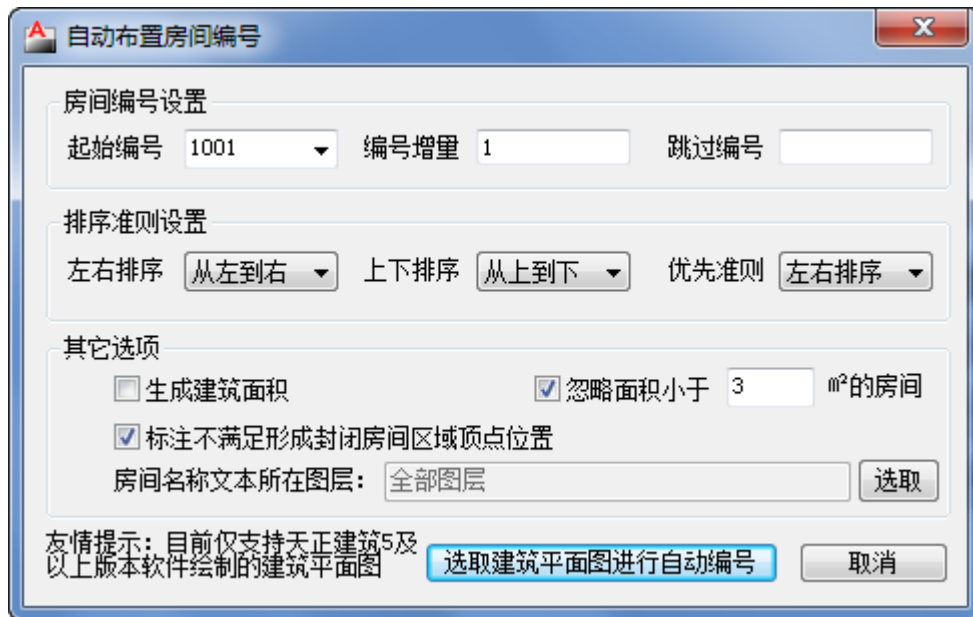 自动布置房间编号
房间编号设置
起始编号 1001 编号增量 1 跳过编号
排序准则设置
左右排序 从左到右 上下排序 从上到下 优先准则 左右排序
其它选项
生成建筑面积 忽略面积小于 3 m²的房间
标注不满足形成封闭房间区域顶点位置
房间名称文本所在图层: 全部图层 选取
友情提示:目前仅支持天正建筑5及
以上版本软件绘制的建筑平面图 选取建筑平面图进行自动编号 取消